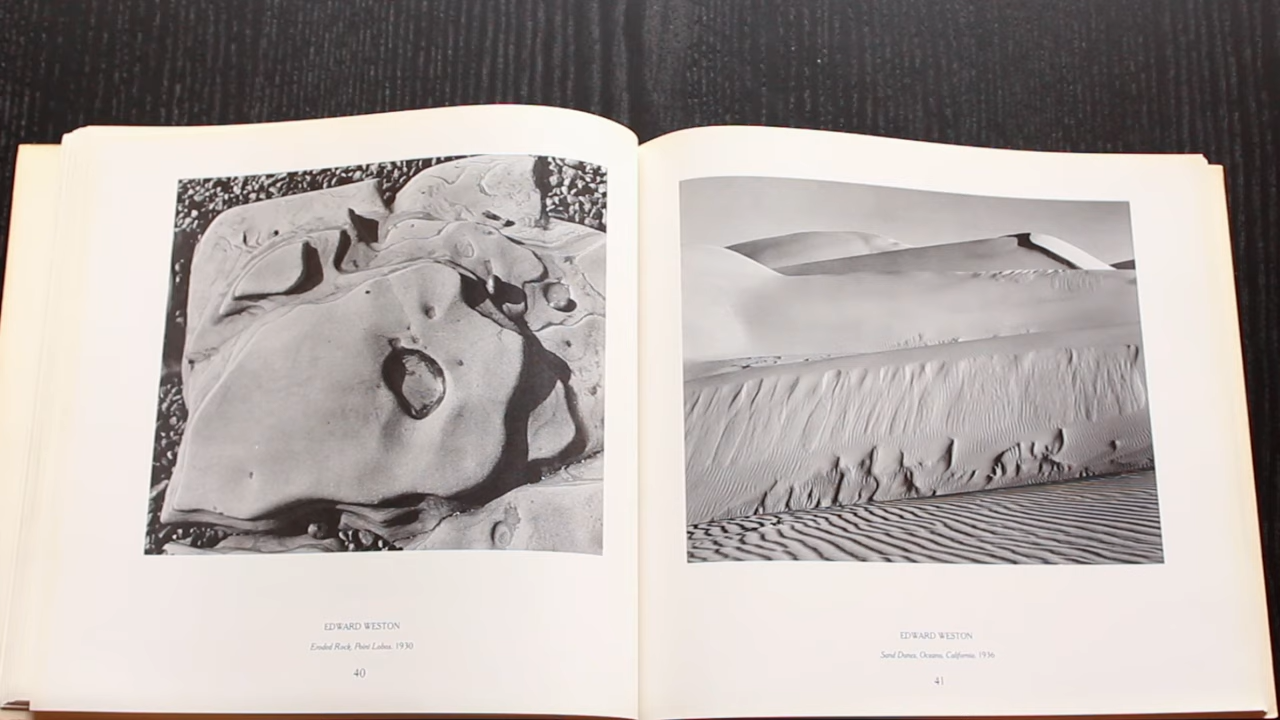 EDWARD WESTON
Eroded Rock, Point Lobos, 1930
40
EDWARD WESTON
Sand Dunes, Oceano, California, 1936
41